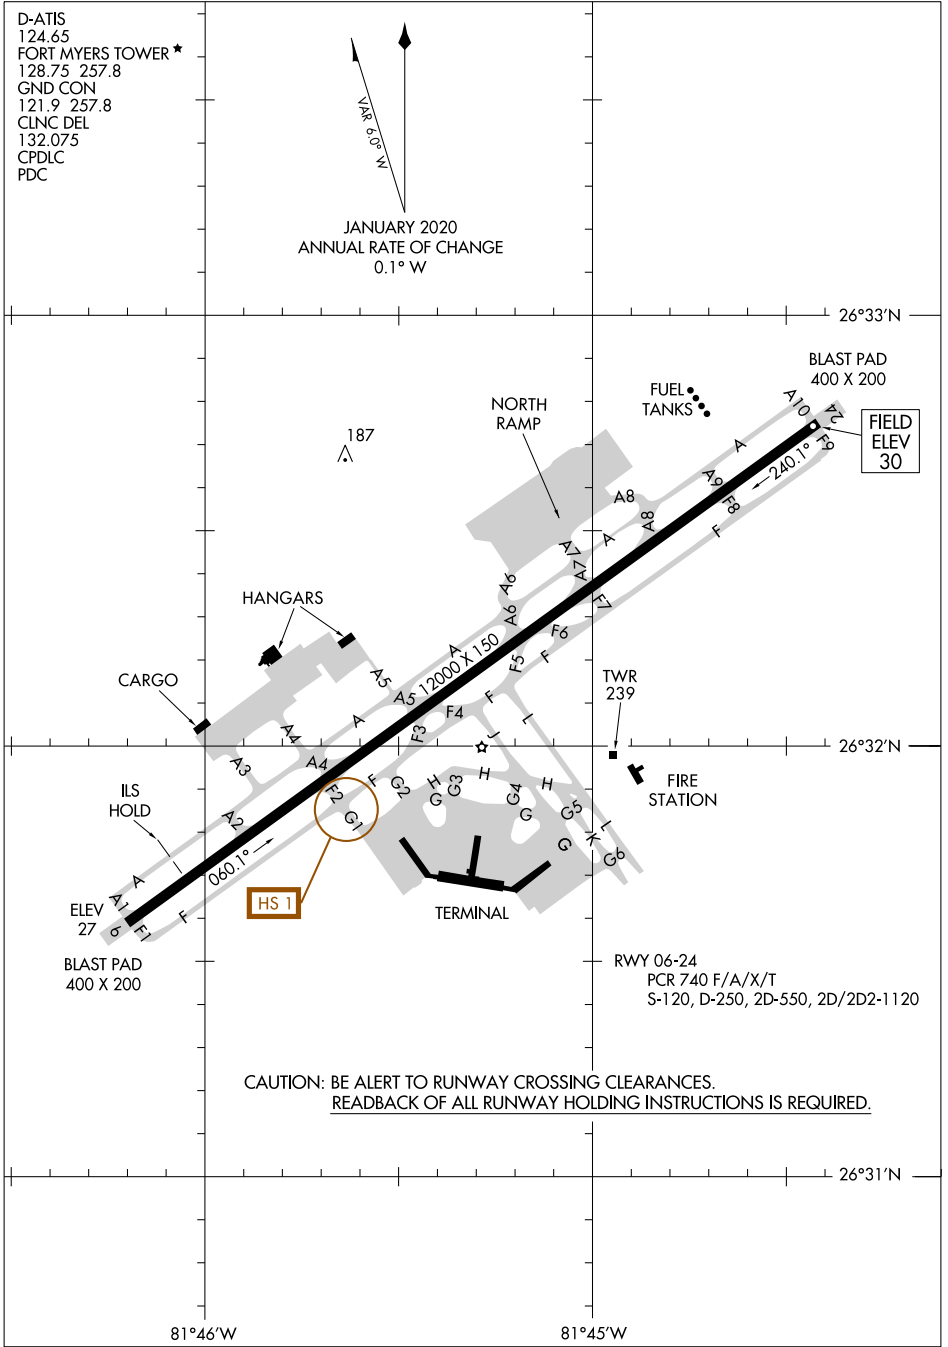 D-ATIS
124.65
FORT MYERS TOWER ★
128.75 257.8
GND CON
121.9 257.8
CLNC DEL
132.075
CPDLC
PDC
VAR 6.0° W
JANUARY 2020
ANNUAL RATE OF CHANGE
0.1° W
26°33'N
BLAST PAD
400 X 200
FUEL
TANKS
NORTH
RAMP
A10
24
F9
FIELD
ELEV
30
187
A
240.1°
A9
F8
F
A8
A8
A
A7
A7
F7
A6
A6
F6
F5
F
HANGARS
A
12000 X 150
A5
A5
F4
F
L
J
F3
CARGO
TWR
239
26°32'N
A
A4
A4
A3
F
F2
G1
G2
H
G
G3
H
G4
G
H
G5
G
L
K
G6
FIRE
STATION
ILS
HOLD
A2
060.1°
A
A1
F
F1
6
ELEV
27
HS 1
TERMINAL
BLAST PAD
400 X 200
RWY 06-24
PCR 740 F/A/X/T
S-120, D-250, 2D-550, 2D/2D2-1120
CAUTION: BE ALERT TO RUNWAY CROSSING CLEARANCES.
READBACK OF ALL RUNWAY HOLDING INSTRUCTIONS IS REQUIRED.
26°31'N
81°46'W
81°45'W